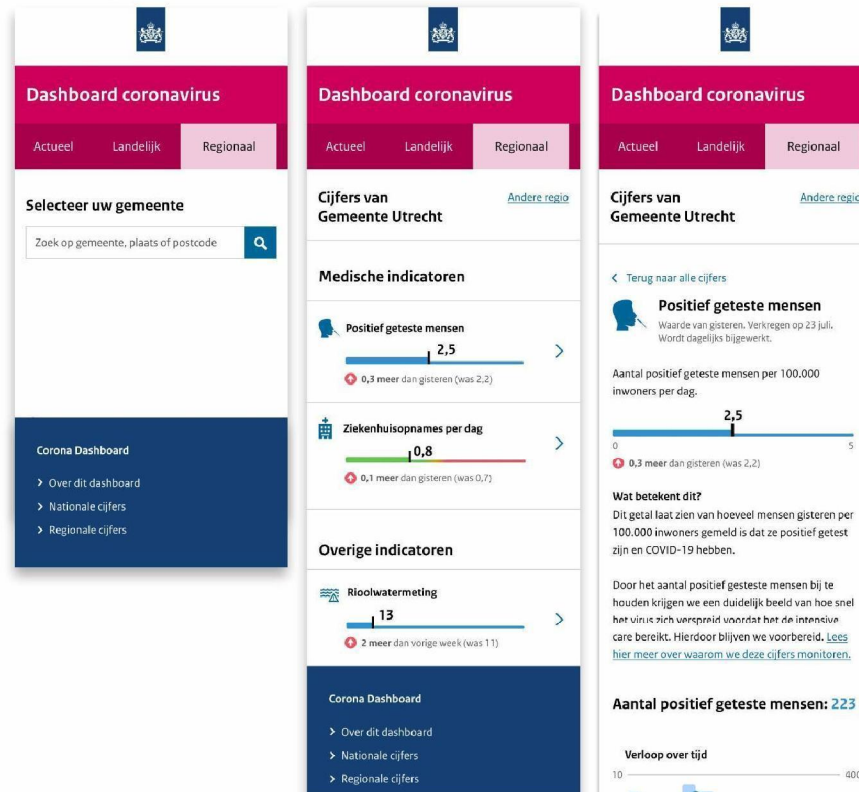 Dashboard coronavirus
Actueel Landelijk Regionaal
Selecteer uw gemeente
Zoek op gemeente, plaats of postcode
Corona Dashboard
Over dit dashboard
Nationale cijfers
Regionale cijfers
Dashboard coronavirus
Actueel Landelijk Regionaal
Cijfers van
Gemeente Utrecht
Andere regio
Medische indicatoren
Positief geteste mensen
2,5
0,3 meer dan gisteren (was 2,2)
Ziekenhuisopnames per dag
0,8
0,1 meer dan gisteren (was 0,7)
Overige indicatoren
Rioolwatermeting
13
2 meer dan vorige week (was 11)
Corona Dashboard
Over dit dashboard
Nationale cijfers
Regionale cijfers
Dashboard coronavirus
Actueel Landelijk Regionaal
Cijfers van
Gemeente Utrecht
Andere regio
Terug naar alle cijfers
Positief geteste mensen
Waarde van gisteren. Verkregen op 23 juli.
Wordt dagelijks bijgewerkt.
Aantal positief geteste mensen per 100.000
inwoners per dag.
2,5
0 5
0,3 meer dan gisteren (was 2,2)
Wat betekent dit?
Dit getal laat zien van hoeveel mensen gisteren per
100.000 inwoners gemeld is dat ze positief getest
zijn en COVID-19 hebben.
Door het aantal positief gesteste mensen bij te
houden krijgen we een duidelijk beeld van hoe snel
het virus zich verspreid voordat het de intensive
care bereikt. Hierdoor blijven we voorbereid. Lees
hier meer over waarom we deze cijfers monitoren.
Aantal positief geteste mensen: 223
Verloop over tijd
10 400